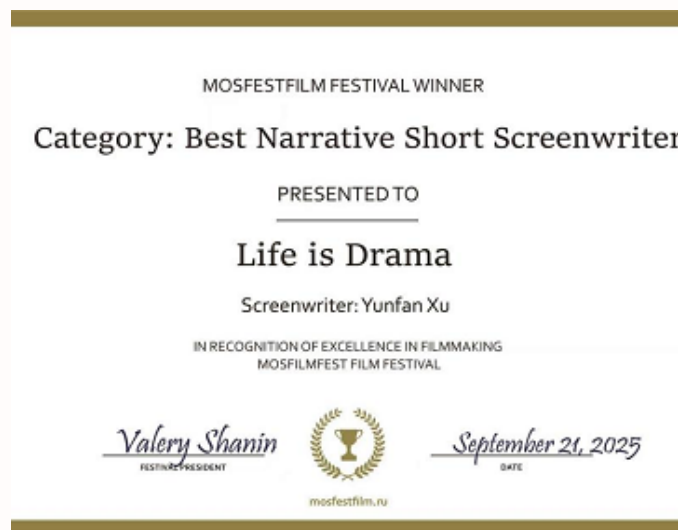 MOSFESTFILM FESTIVAL WINNER
Category: Best Narrative Short Screenwriter
PRESENTED TO
Life is Drama
Screenwriter: Yunfan Xu
IN RECOGNITION OF EXCELLENCE IN FILMMAKING
MOSFILMFEST FILM FESTIVAL
Valery Shanin
FESTIVAL PRESIDENT
September 21, 2025
DATE
mosfestfilm.ru